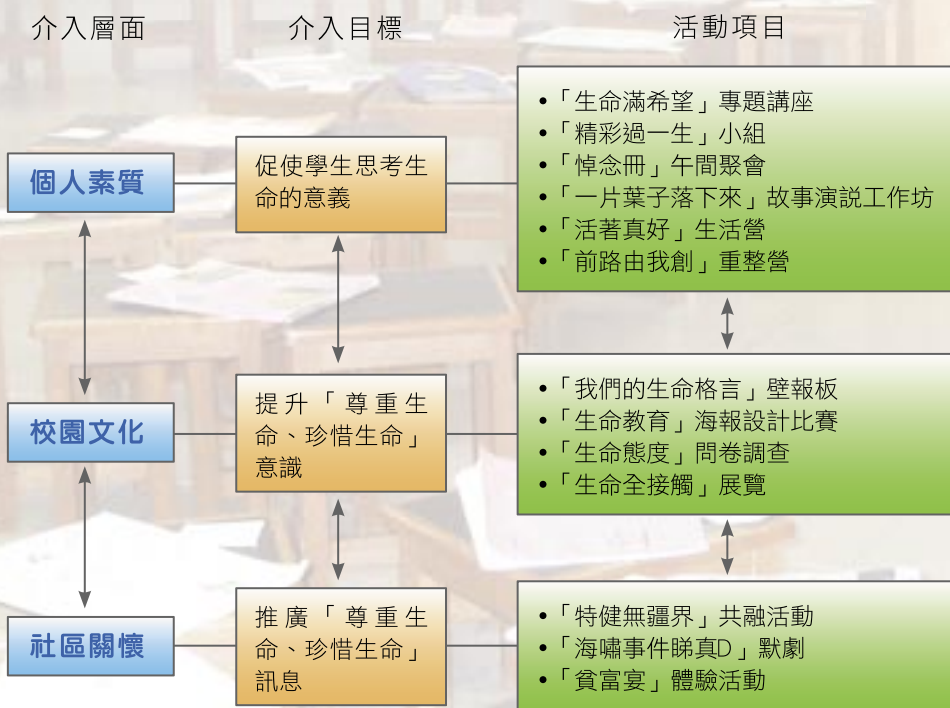 介入層面
介入目標
活動項目
個人素質
促使學生思考生
命的意義
•「生命滿希望」專題講座
•「精彩過一生」小組
•「悼念冊」午間聚會
•「一片葉子落下來」故事演説工作坊
•「活著真好」生活營
•「前路由我創」重整營
校園文化
提升「尊重生
命、珍惜生命」
意識
•「我們的生命格言」壁報板
•「生命教育」海報設計比賽
•「生命態度」問卷調查
•「生命全接觸」展覽
社區關懷
推廣「尊重生
命、珍惜生命」
訊息
•「特健無疆界」共融活動
•「海嘯事件睇真D」默劇
•「貧富宴」體驗活動